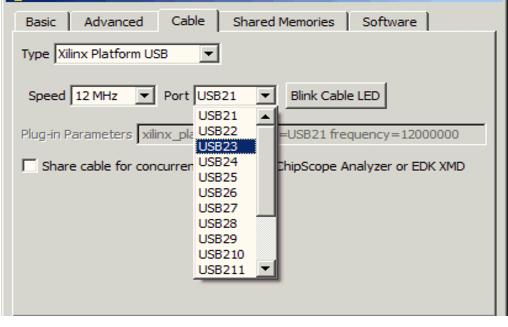 Basic Advanced Cable Shared Memories Software
Type Xilinx Platform USB
Speed 12 MHz Port USB21 Blink Cable LED
USB21
USB22
Plug-in Parameters xilinx_pla =USB21 frequency=12000000
USB23
Share cable for concurren ChipScope Analyzer or EDK XMD
USB24
USB25
USB26
USB27
USB28
USB29
USB210
USB211